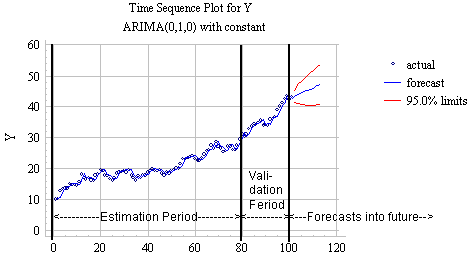 Time Sequence Plot for Y
ARIMA(0,1,0) with constant
60
50
40
30
20
10
0
Y
actual
forecast
95.0% limits
Vali-
dation
Period
Estimation Period
Forecasts into future
0 20 40 60 80 100 120